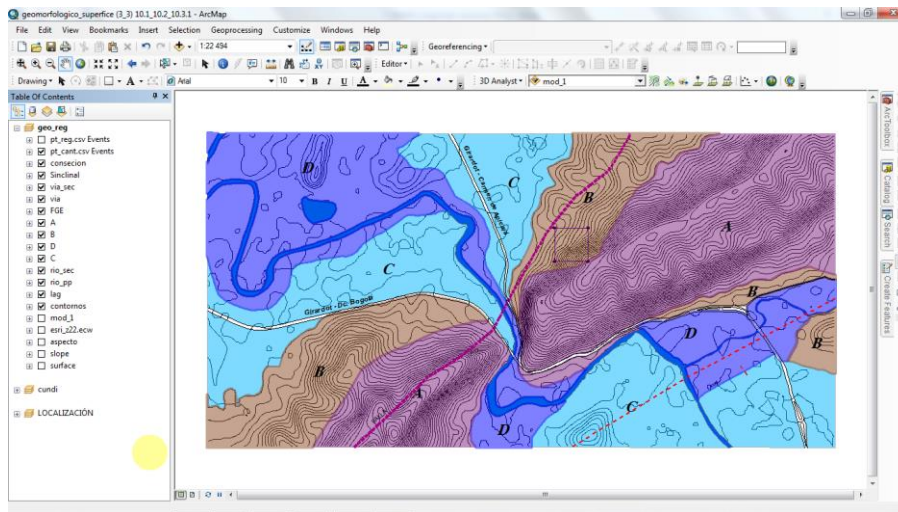 geomorfologico_superfice (3_3) 10.1_10.2_10.3.1 - ArcMap
File Edit View Bookmarks Insert Selection Geoprocessing Customize Windows Help
1:22 494
Georeferencing
Editor
Drawing
Arial
10
B I U A
3D Analyst
mod_1
Table Of Contents
geo_reg
pt_reg.csv Events
pt_cant.csv Events
consecion
Sinclinal
via_sec
via
FGE
A
B
D
C
rio_sec
rio_pp
lag
contornos
mod_1
esri_z22.ecw
aspecto
slope
surface
cundi
LOCALIZACIÓN
D
C
B
A
C
B
D
B
B
A
C
D
Girardot - DC. Bogotá
ArcToolbox
Catalog
Search
Create Features